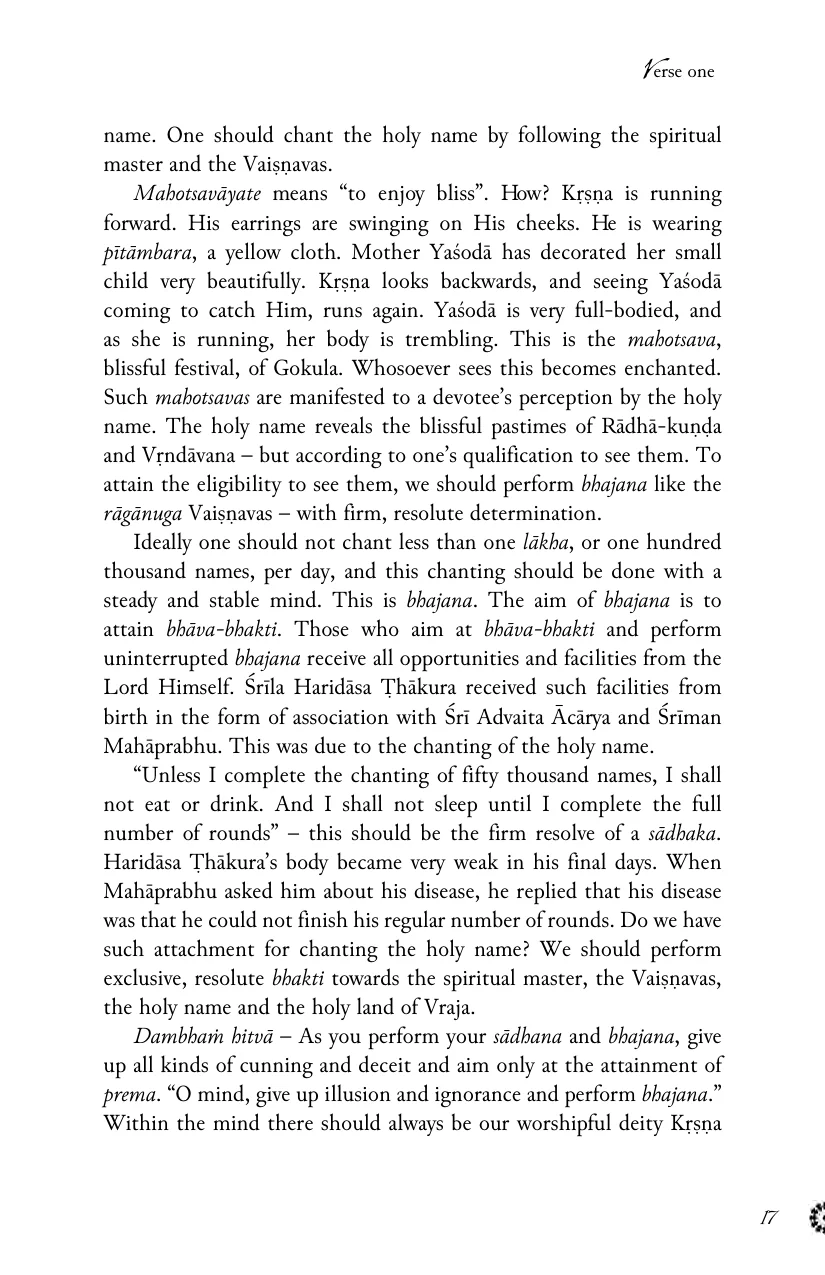 Verse one
name. One should chant the holy name by following the spiritual
master and the Vaiṣṇavas.
Mahotsavāyate means “to enjoy bliss”. How? Kṛṣṇa is running
forward. His earrings are swinging on His cheeks. He is wearing
pītāmbara, a yellow cloth. Mother Yaśodā has decorated her small
child very beautifully. Kṛṣṇa looks backwards, and seeing Yaśodā
coming to catch Him, runs again. Yaśodā is very full-bodied, and
as she is running, her body is trembling. This is the mahotsava,
blissful festival, of Gokula. Whosoever sees this becomes enchanted.
Such mahotsavas are manifested to a devotee’s perception by the holy
name. The holy name reveals the blissful pastimes of Rādhā-kuṇḍa
and Vṛndāvana – but according to one’s qualification to see them. To
attain the eligibility to see them, we should perform bhajana like the
rāgānuga Vaiṣṇavas – with firm, resolute determination.
Ideally one should not chant less than one lākha, or one hundred
thousand names, per day, and this chanting should be done with a
steady and stable mind. This is bhajana. The aim of bhajana is to
attain bhāva-bhakti. Those who aim at bhāva-bhakti and perform
uninterrupted bhajana receive all opportunities and facilities from the
Lord Himself. Śrīla Haridāsa Ṭhākura received such facilities from
birth in the form of association with Śrī Advaita Ācārya and Śrīman
Mahāprabhu. This was due to the chanting of the holy name.
“Unless I complete the chanting of fifty thousand names, I shall
not eat or drink. And I shall not sleep until I complete the full
number of rounds” – this should be the firm resolve of a sādhaka.
Haridāsa Ṭhākura’s body became very weak in his final days. When
Mahāprabhu asked him about his disease, he replied that his disease
was that he could not finish his regular number of rounds. Do we have
such attachment for chanting the holy name? We should perform
exclusive, resolute bhakti towards the spiritual master, the Vaiṣṇavas,
the holy name and the holy land of Vraja.
Dambhaṁ hitvā – As you perform your sādhana and bhajana, give
up all kinds of cunning and deceit and aim only at the attainment of
prema. “O mind, give up illusion and ignorance and perform bhajana.”
Within the mind there should always be our worshipful deity Kṛṣṇa
17